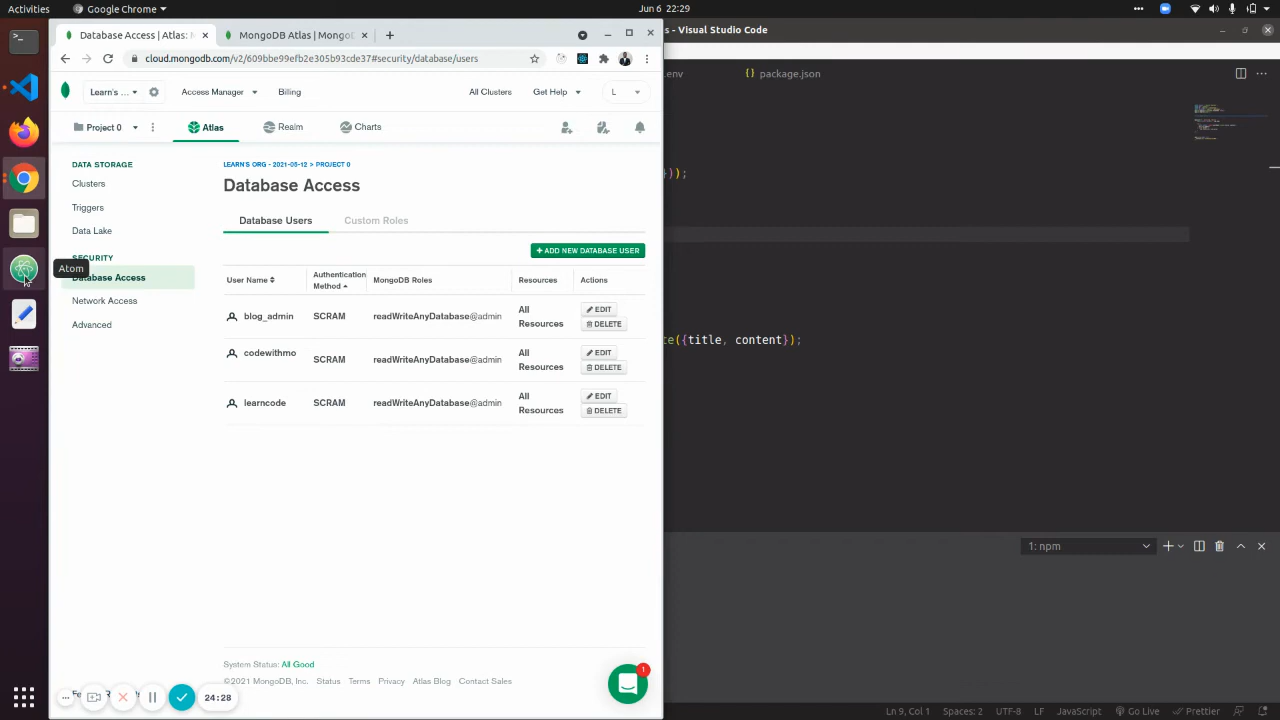 Activities
Google Chrome
Jun 6 22:29
Database Access | Atlas:
MongoDB Atlas | MongoD
s - Visual Studio Code
cloud.mongodb.com/v2/609bbe99efb2e305b93cde37#security/database/users
.env
package.json
Learn's ...
Access Manager
Billing
All Clusters
Get Help
L
Project 0
Atlas
Realm
Charts
DATA STORAGE
Clusters
Triggers
Data Lake
SECURITY
Database Access
Network Access
Advanced
Atom
LEARN'S ORG - 2021-05-12 > PROJECT 0
Database Access
Database Users
Custom Roles
+ ADD NEW DATABASE USER
User Name
Authentication
Method
MongoDB Roles
Resources
Actions
blog_admin
SCRAM
readWriteAnyDatabase@admin
All
Resources
EDIT
DELETE
codewithmo
SCRAM
readWriteAnyDatabase@admin
All
Resources
EDIT
DELETE
learncode
SCRAM
readWriteAnyDatabase@admin
All
Resources
EDIT
DELETE
System Status: All Good
©2021 MongoDB, Inc.
Status
Terms
Privacy
Atlas Blog
Contact Sales
1
24:28
});
te({title, content});
1: npm
Ln 9, Col 1
Spaces: 2
UTF-8
LF
JavaScript
Go Live
Prettier